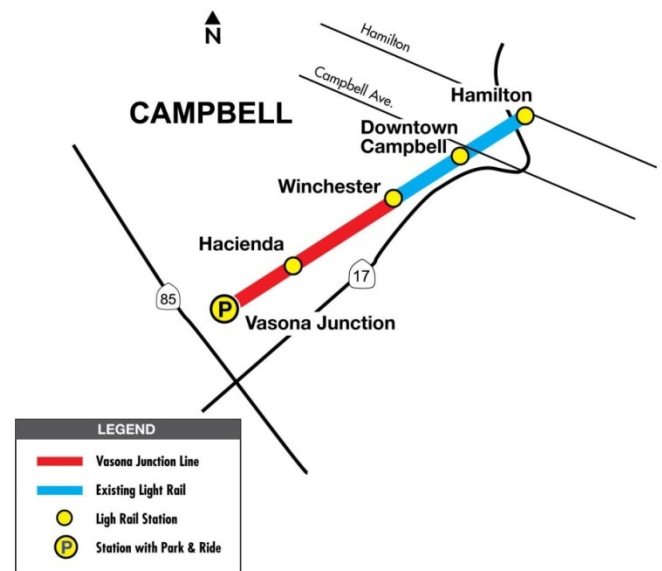 N
Hamilton
Campbell Ave.
CAMPBELL
Hamilton
Downtown
Campbell
Winchester
Hacienda
17
85
P
Vasona Junction
LEGEND
Vasona Junction Line
Existing Light Rail
Ligh Rail Station
P
Station with Park & Ride